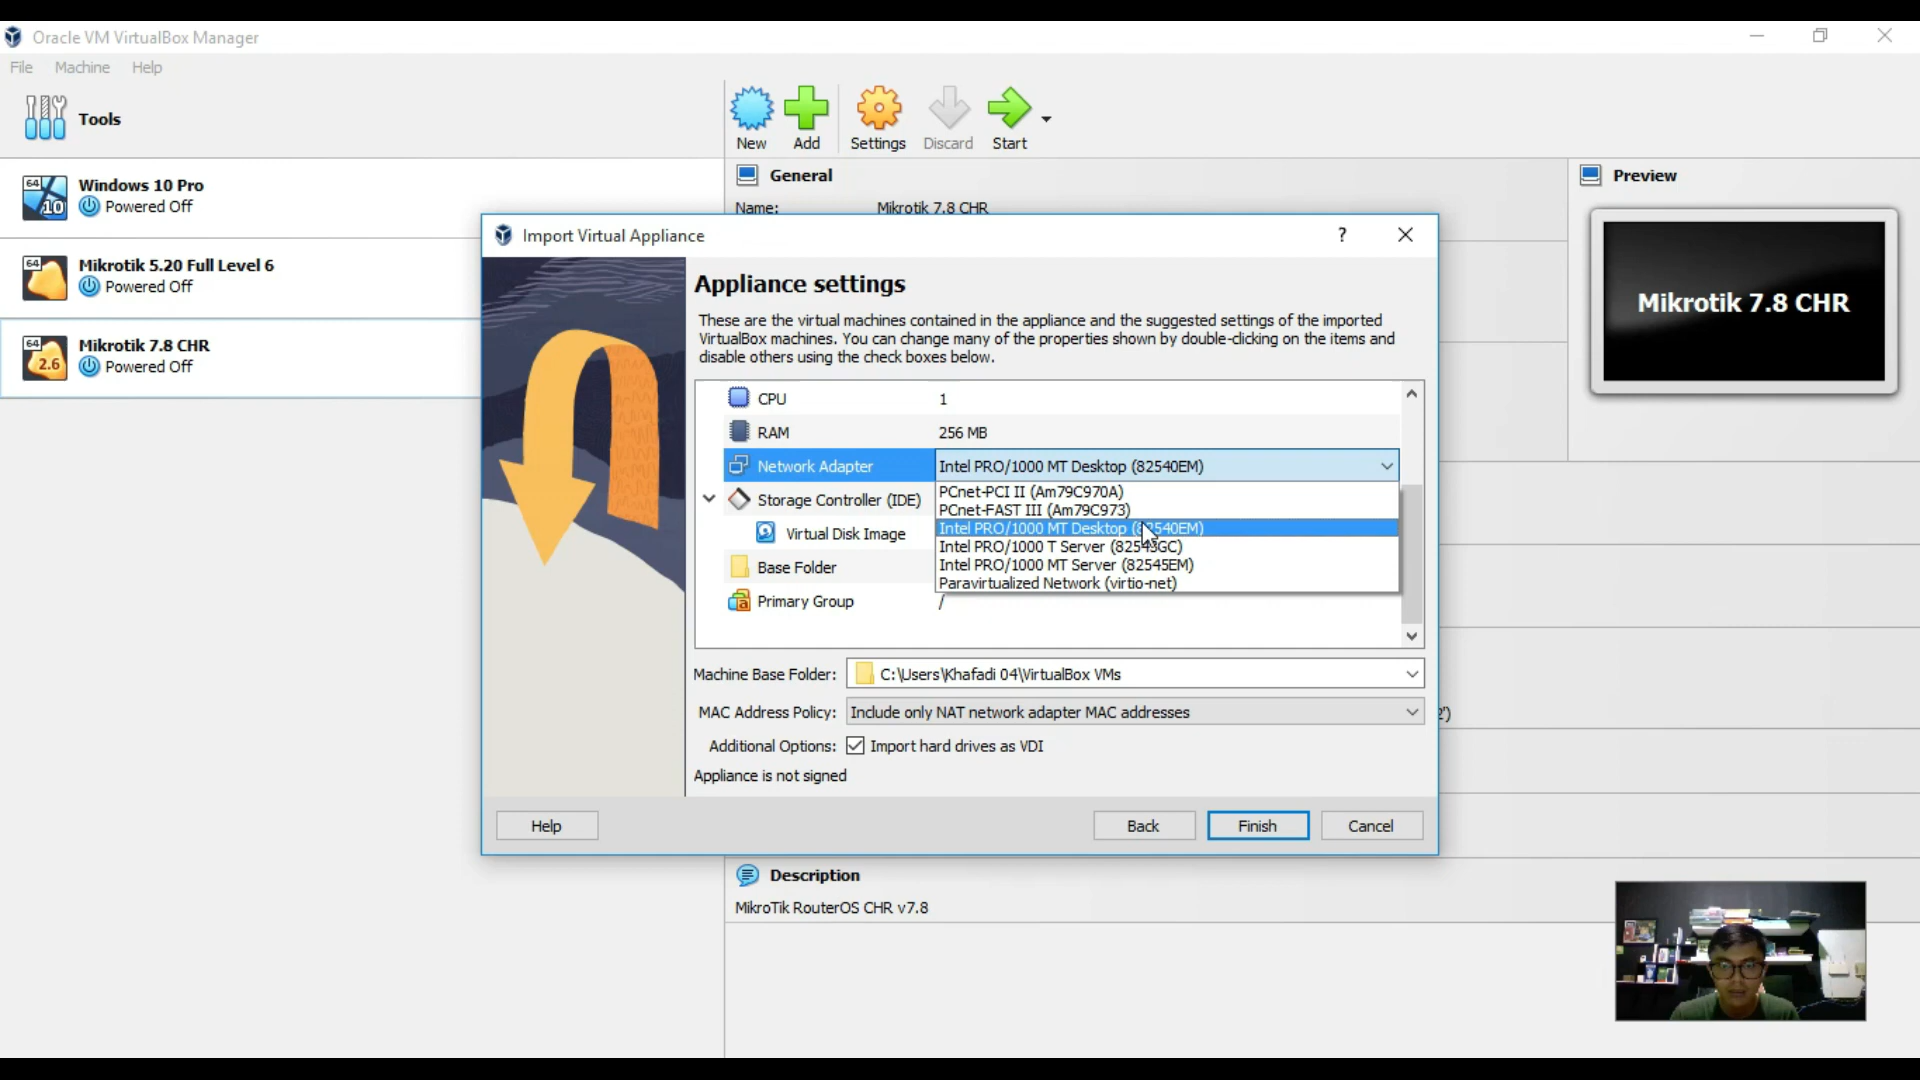 Oracle VM VirtualBox Manager
File Machine Help
Tools
New Add Settings Discard Start
64
10
Windows 10 Pro
Powered Off
64
Mikrotik 5.20 Full Level 6
Powered Off
64
2.6
Mikrotik 7.8 CHR
Powered Off
General
Name: Mikrotik 7.8 CHR
Preview
Mikrotik 7.8 CHR
Import Virtual Appliance
?
Appliance settings
These are the virtual machines contained in the appliance and the suggested settings of the imported
VirtualBox machines. You can change many of the properties shown by double-clicking on the items and
disable others using the check boxes below.
CPU 1
RAM 256 MB
Network Adapter Intel PRO/1000 MT Desktop (82540EM)
PCnet-PCI II (Am79C970A)
PCnet-FAST III (Am79C973)
Intel PRO/1000 MT Desktop (82540EM)
Intel PRO/1000 T Server (82543GC)
Intel PRO/1000 MT Server (82545EM)
Paravirtualized Network (virtio-net)
Storage Controller (IDE)
Virtual Disk Image
Base Folder
Primary Group /
Machine Base Folder: C:\Users\Khafadi 04\VirtualBox VMs
MAC Address Policy: Include only NAT network adapter MAC addresses
Additional Options: Import hard drives as VDI
Appliance is not signed
Help Back Finish Cancel
Description
MikroTik RouterOS CHR v7.8